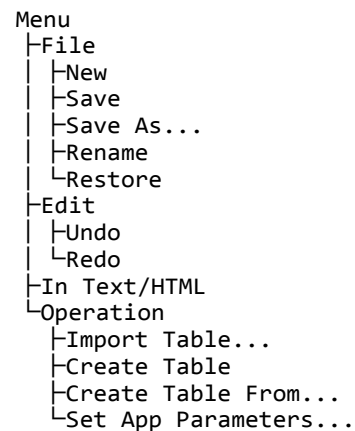 Menu
├File
│ ├New
│ ├Save
│ ├Save As...
│ ├Rename
│ └Restore
├Edit
│ ├Undo
│ └Redo
├In Text/HTML
└Operation
  ├Import Table...
  ├Create Table
  ├Create Table From...
  └Set App Parameters...